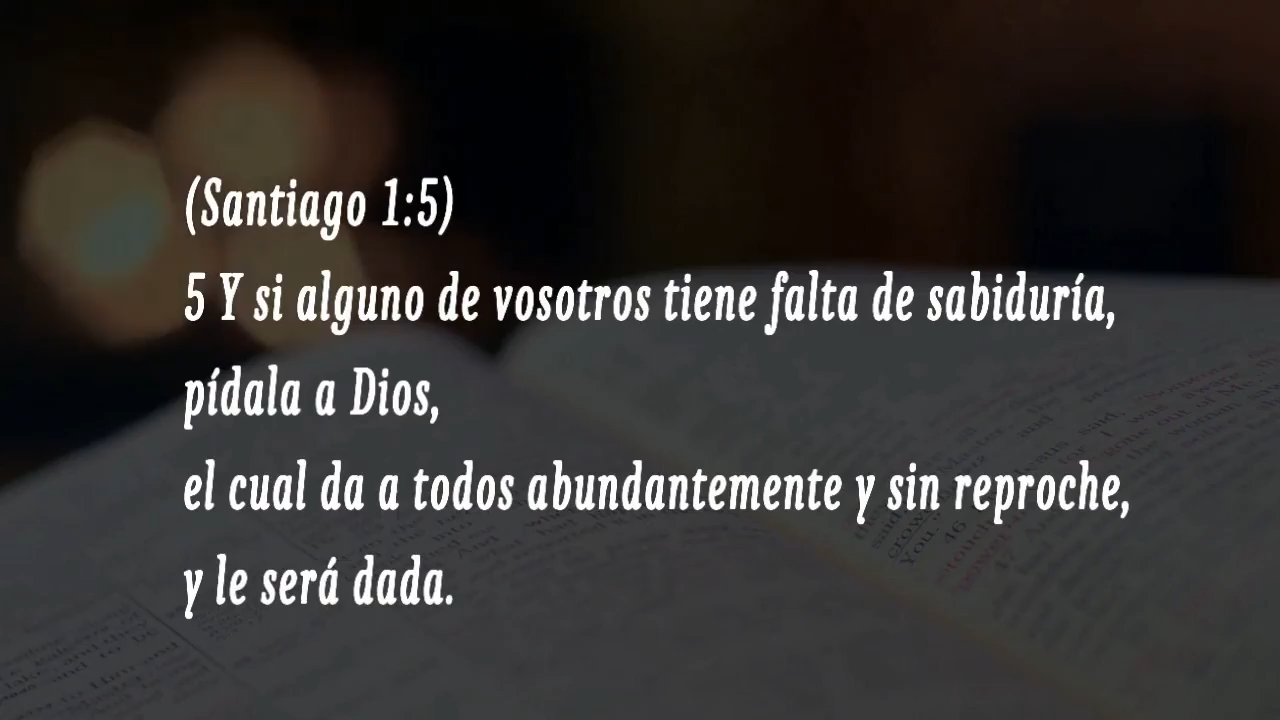 (Santiago 1:5)
5 Y si alguno de vosotros tiene falta de sabiduría,
pídala a Dios,
el cual da a todos abundantemente y sin reproche,
y le será dada.